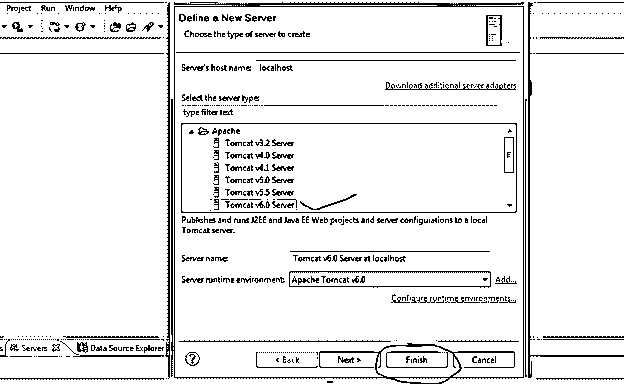 Project Run Window Help
Define a New Server
Choose the type of server to create
Server's host name: localhost
Download additional server adapters
Select the server type:
type filter text
Apache
Tomcat v3.2 Server
Tomcat v4.0 Server
Tomcat v4.1 Server
Tomcat v5.0 Server
Tomcat v5.5 Server
Tomcat v6.0 Server
Publishes and runs J2EE and Java EE Web projects and server configurations to a local
Tomcat server.
Server name: Tomcat v6.0 Server at localhost
Server runtime environment: Apache Tomcat v6.0 Add...
Configure runtime environments...
s Servers Data Source Explorer
? < Back Next > Finish Cancel